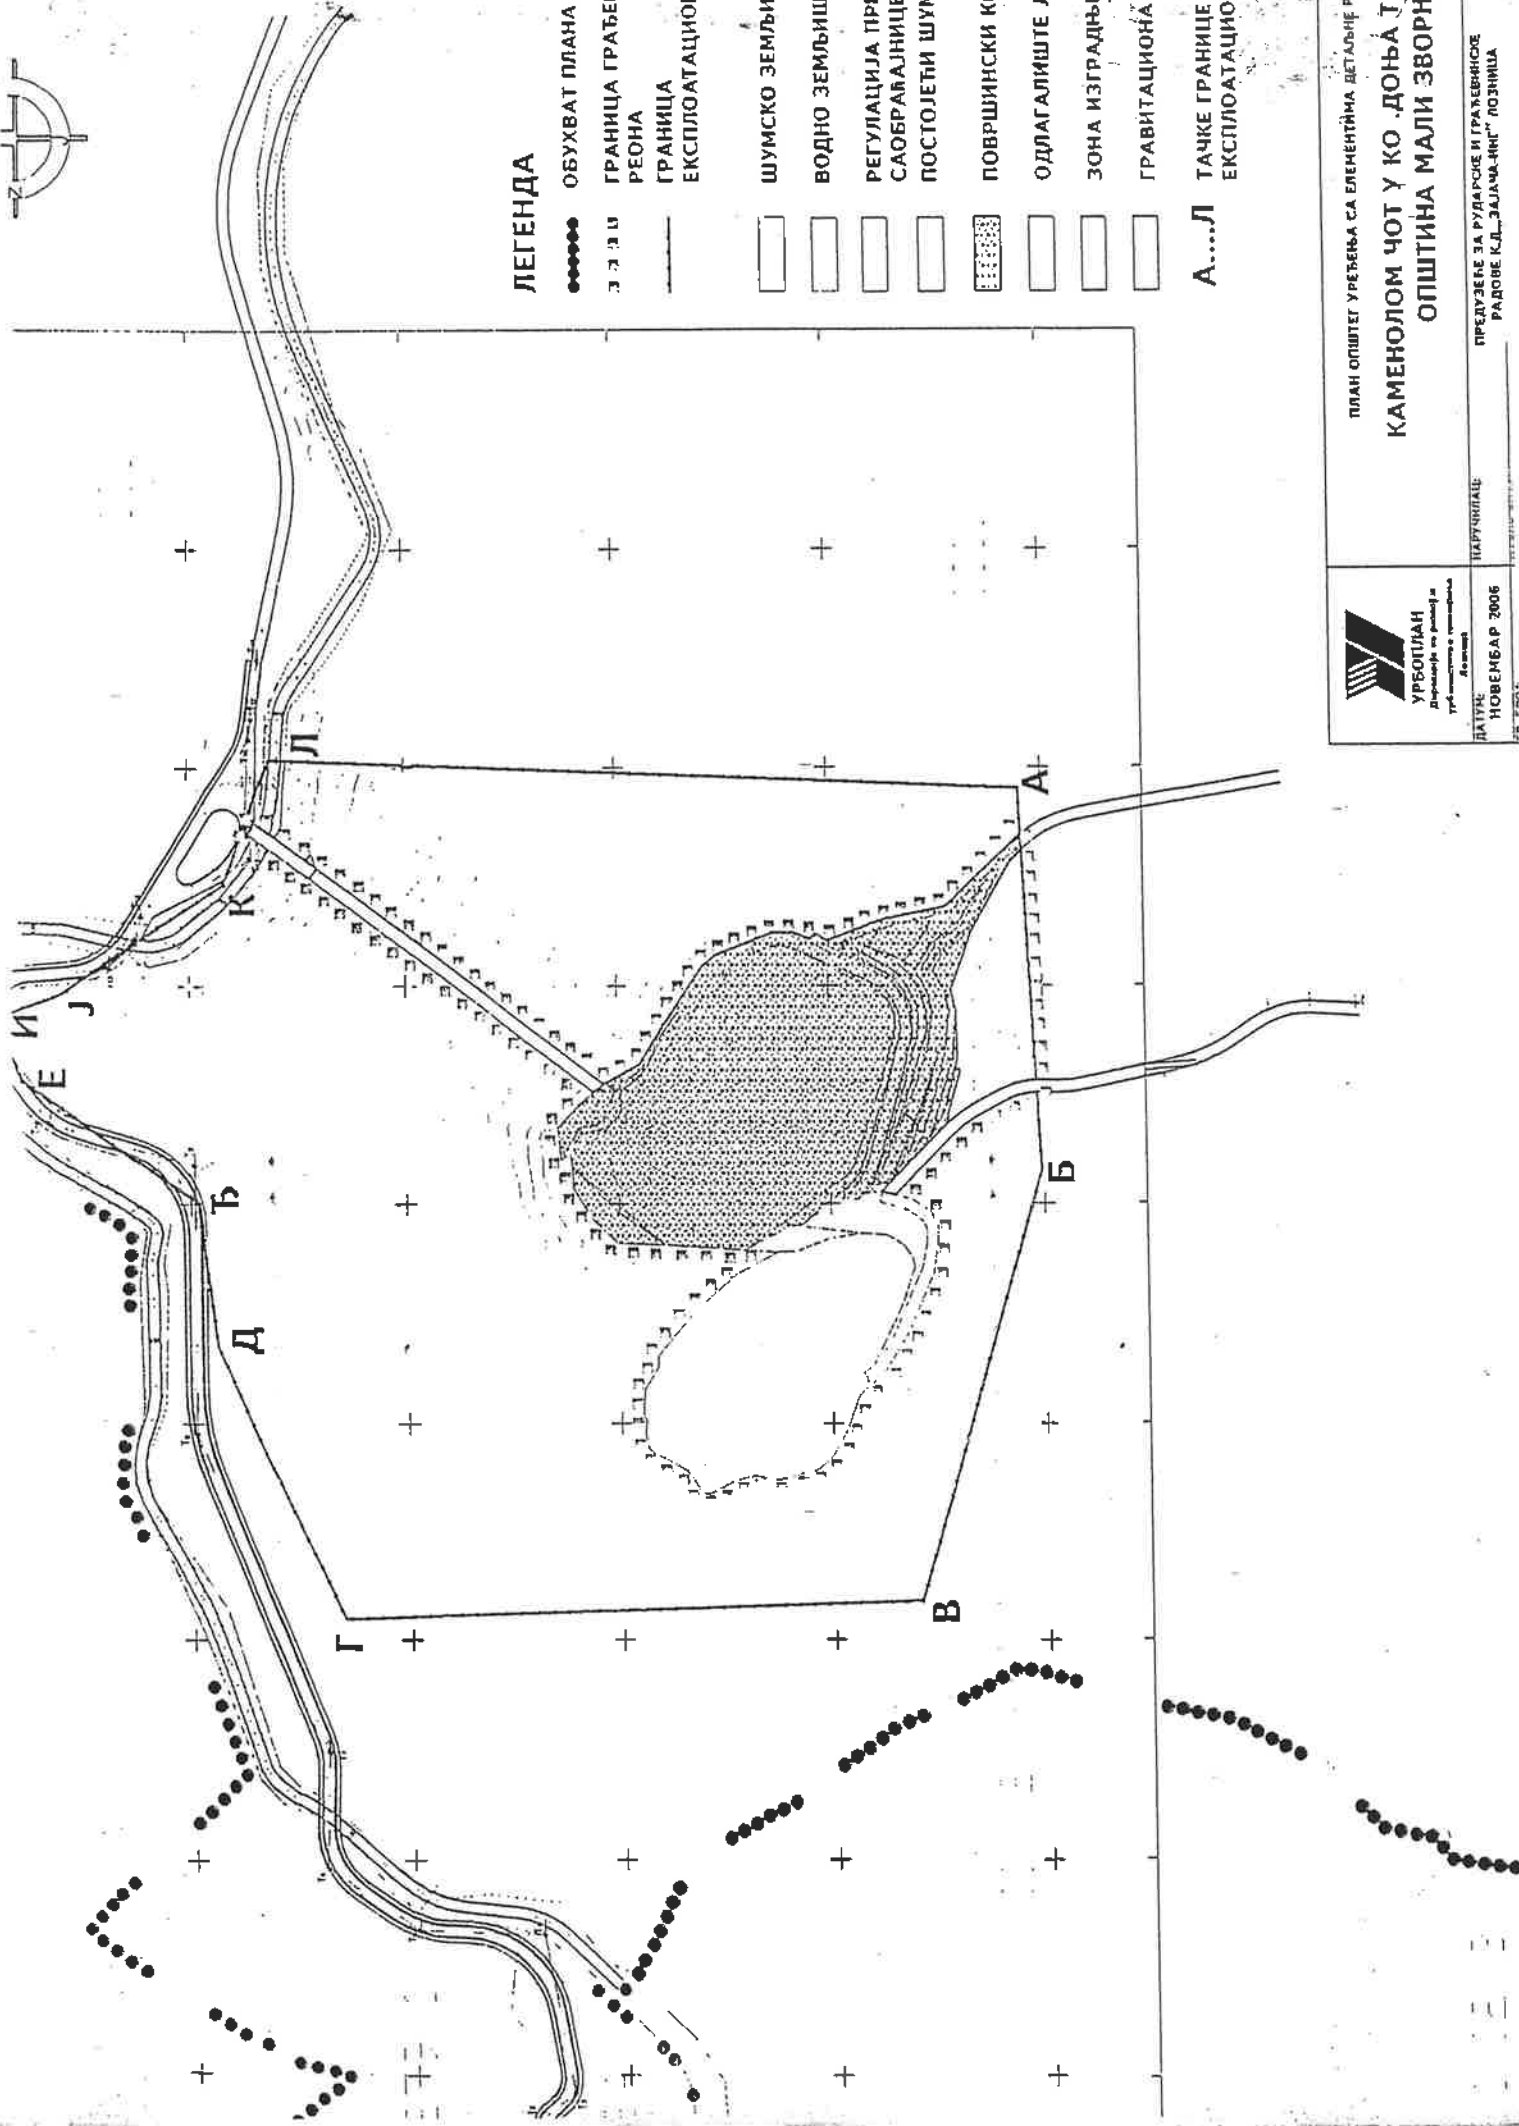 N
И
Ј
Е
Ђ
Д
Г
В
Б
А
Л
К
ЛЕГЕНДА
ОБУХВАТ ПЛАНА
ГРАНИЦА ГРАЂЕ
РЕОНА
ГРАНИЦА
ЕКСПЛОАТАЦИО
ШУМСКО ЗЕМЉИ
ВОДНО ЗЕМЉИШ
РЕГУЛАЦИЈА ПР
САОБРАЋАЈНИЦЕ
ПОСТОЈЕЋИ ШУМ
ПОВРШИНСКИ К
ОДЛАГАЛИШТЕ Ј
ЗОНА ИЗГРАДЊ
ГРАВИТАЦИОНА
А....Л ТАЧКЕ ГРАНИЦЕ
ЕКСПЛОАТАЦИО
ПЛАН ОПШТЕГ УРЕЂЕЊА СА ЕЛЕМЕНТИМА ДЕТАЉНЕ Р
КАМЕНОЛОМ ЧОТ У КО ДОЊА Т
ОПШТИНА МАЛИ ЗВОРН
УРБОПЛАН
Лозница
ДАТУМ:
НОВЕМБАР 2006
НАРУЧИЛАЦ:
ПРЕДУЗЕЋЕ ЗА РУДАРСКЕ И ГРАЂЕВИНСКЕ
РАДОВЕ К.Д. „ЗАЈАЧА-ИНГ" ЛОЗНИЦА